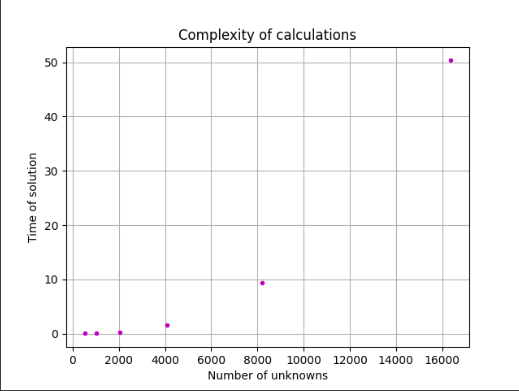 Complexity of calculations
50
40
30
20
10
0
Time of solution
0 2000 4000 6000 8000 10000 12000 14000 16000
Number of unknowns